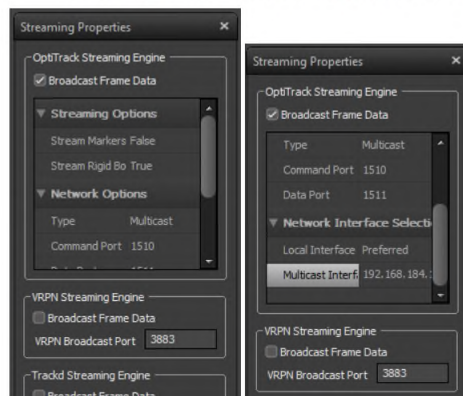 Streaming Properties
OptiTrack Streaming Engine
Broadcast Frame Data
Streaming Options
Stream Markers False
Stream Rigid Bo True
Network Options
Type Multicast
Command Port 1510
VRPN Streaming Engine
Broadcast Frame Data
VRPN Broadcast Port 3883
Trackd Streaming Engine
Broadcast Frame Data
Streaming Properties
OptiTrack Streaming Engine
Broadcast Frame Data
Type Multicast
Command Port 1510
Data Port 1511
Network Interface Selecti
Local Interface Preferred
Multicast Interf. 192.168.184.
VRPN Streaming Engine
Broadcast Frame Data
VRPN Broadcast Port 3883